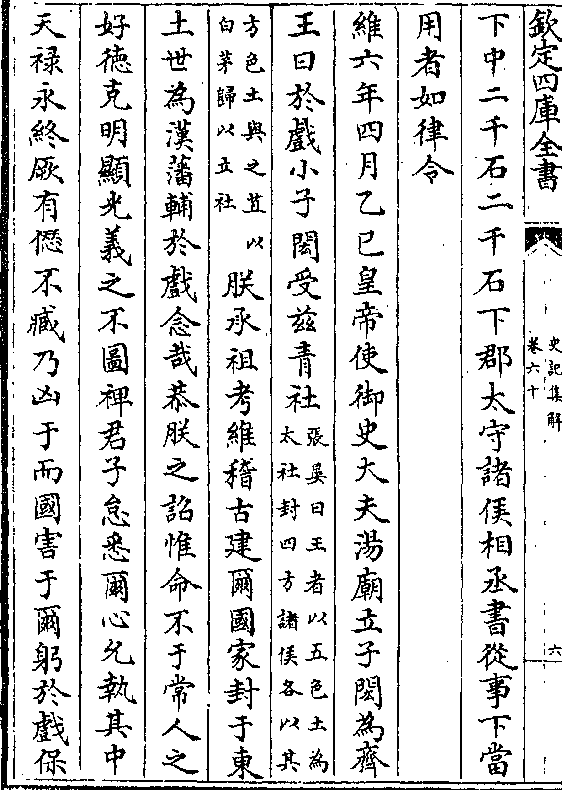 欽定四庫全書
史記集解
卷六十
六
下中二千石二千石下郡太守諸侯相丞書從事下當
用者如律令
維六年四月乙巳皇帝使御史大夫湯廟立子閎為齊
王曰於戲小子閎受兹青社
張晏曰王者以五色土為
太社封四方諸侯各以其
方色土與之苴以
白茅歸以立社
朕承祖考維稽古建爾國家封于東
土世為漢藩輔於戲念哉恭朕之詔惟命不于常人之
好徳克明顯光義之不圖禆君子怠悉爾心允執其中
天禄永終厥有愆不臧乃凶于而國害于爾躬於戲保